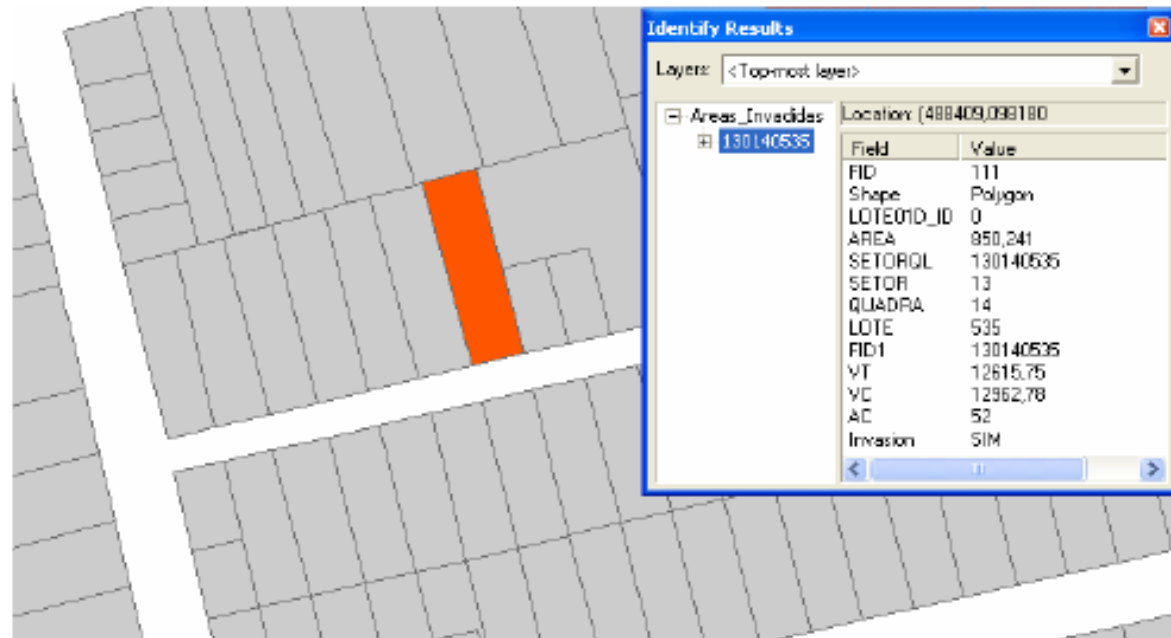 Identify Results
Layers: <Top-most layer>
Areas_Invadidas
130140535
Location: (488409,098180
Field Value
FID 111
Shape Polygon
LOTE01D_ID 0
AREA 850,241
SETORQL 130140535
SETOR 13
QUADRA 14
LOTE 535
FID1 130140535
VT 12615,75
VC 12962,78
AC 52
Invasion SIM